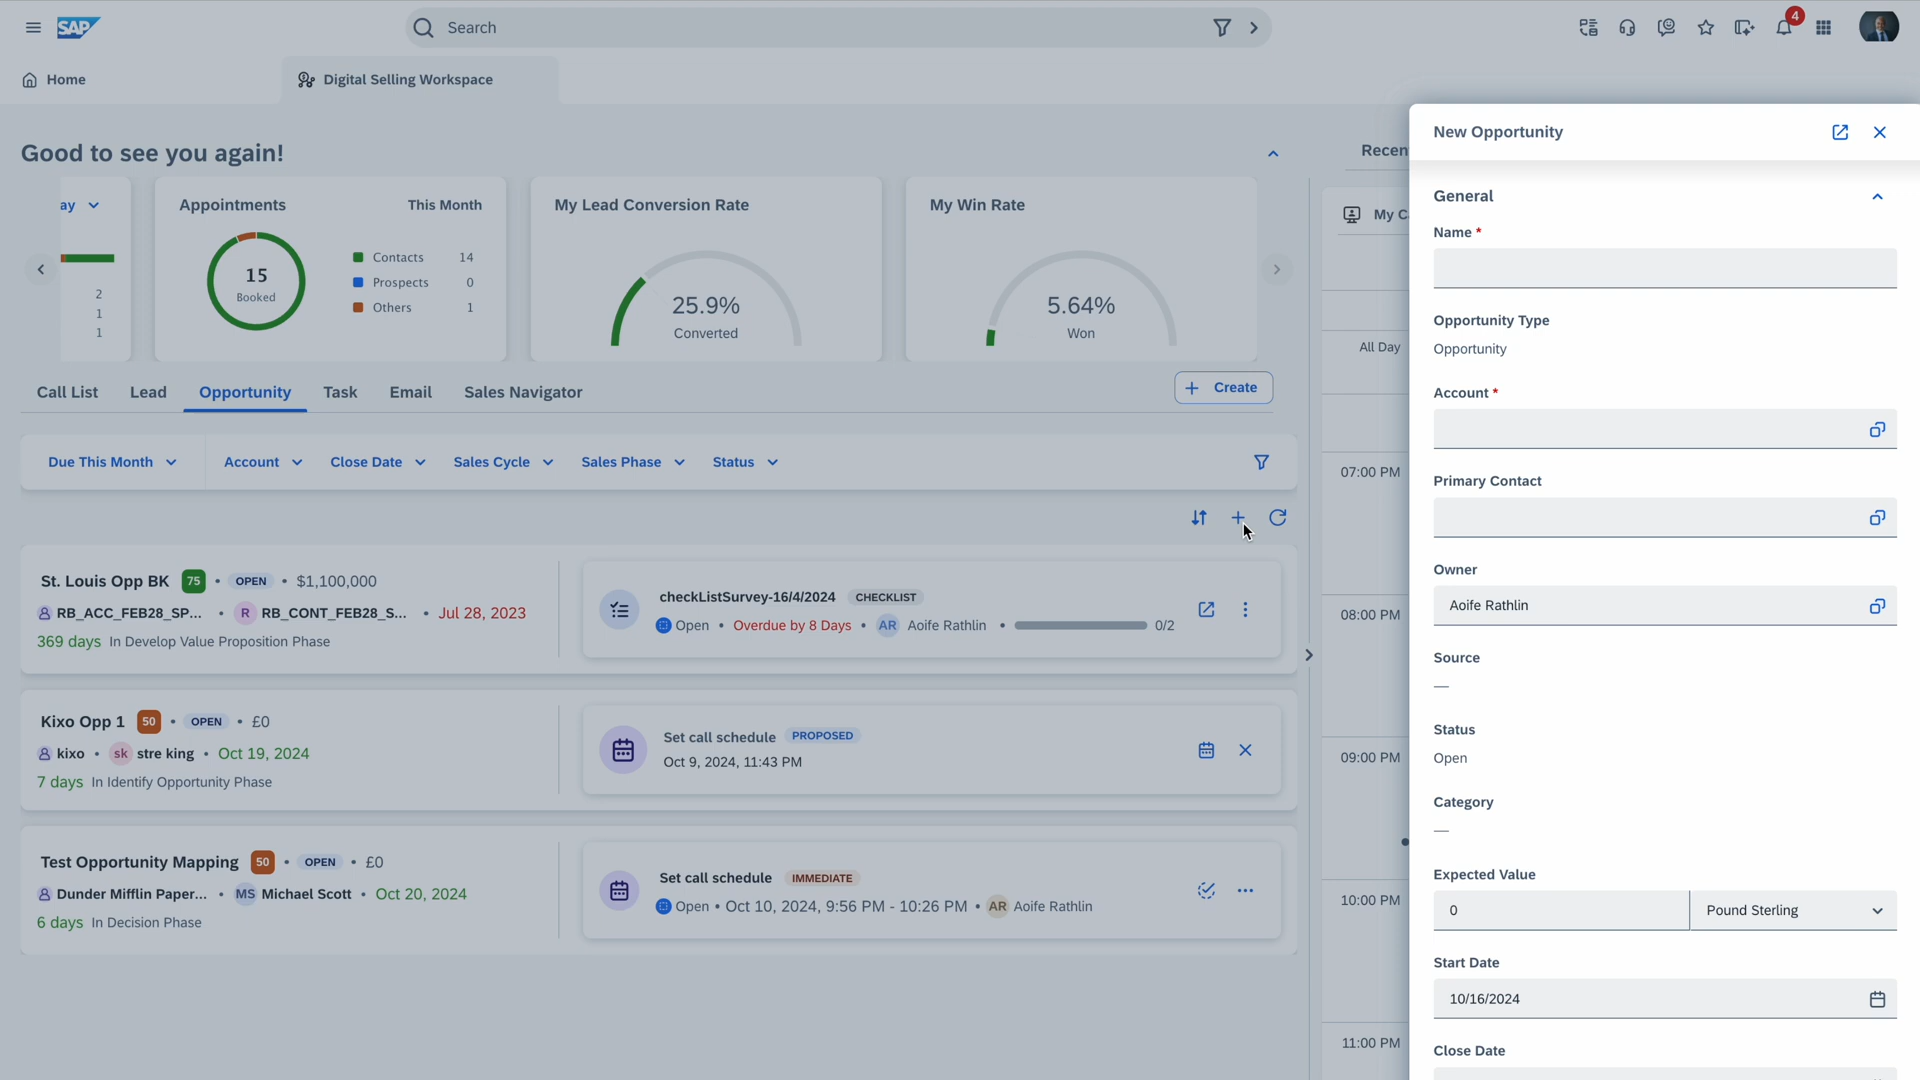 SAP
Search
4
Home
Digital Selling Workspace
Good to see you again!
ay
2
1
1
Appointments
This Month
15
Booked
Contacts 14
Prospects 0
Others 1
My Lead Conversion Rate
25.9%
Converted
My Win Rate
5.64%
Won
Call List
Lead
Opportunity
Task
Email
Sales Navigator
Create
Due This Month
Account
Close Date
Sales Cycle
Sales Phase
Status
St. Louis Opp BK 75 • OPEN • $1,100,000
RB_ACC_FEB28_SP... • R RB_CONT_FEB28_S... • Jul 28, 2023
369 days In Develop Value Proposition Phase
checkListSurvey-16/4/2024 CHECKLIST
Open • Overdue by 8 Days • AR Aoife Rathlin • 0/2
Kixo Opp 1 50 • OPEN • £0
kixo • sk stre king • Oct 19, 2024
7 days In Identify Opportunity Phase
Set call schedule PROPOSED
Oct 9, 2024, 11:43 PM
Test Opportunity Mapping 50 • OPEN • £0
Dunder Mifflin Paper... • MS Michael Scott • Oct 20, 2024
6 days In Decision Phase
Set call schedule IMMEDIATE
Open • Oct 10, 2024, 9:56 PM - 10:26 PM • AR Aoife Rathlin
Recen
My C
All Day
07:00 PM
08:00 PM
09:00 PM
10:00 PM
11:00 PM
New Opportunity
General
Name *
Opportunity Type
Opportunity
Account *
Primary Contact
Owner
Aoife Rathlin
Source
—
Status
Open
Category
—
Expected Value
0
Pound Sterling
Start Date
10/16/2024
Close Date